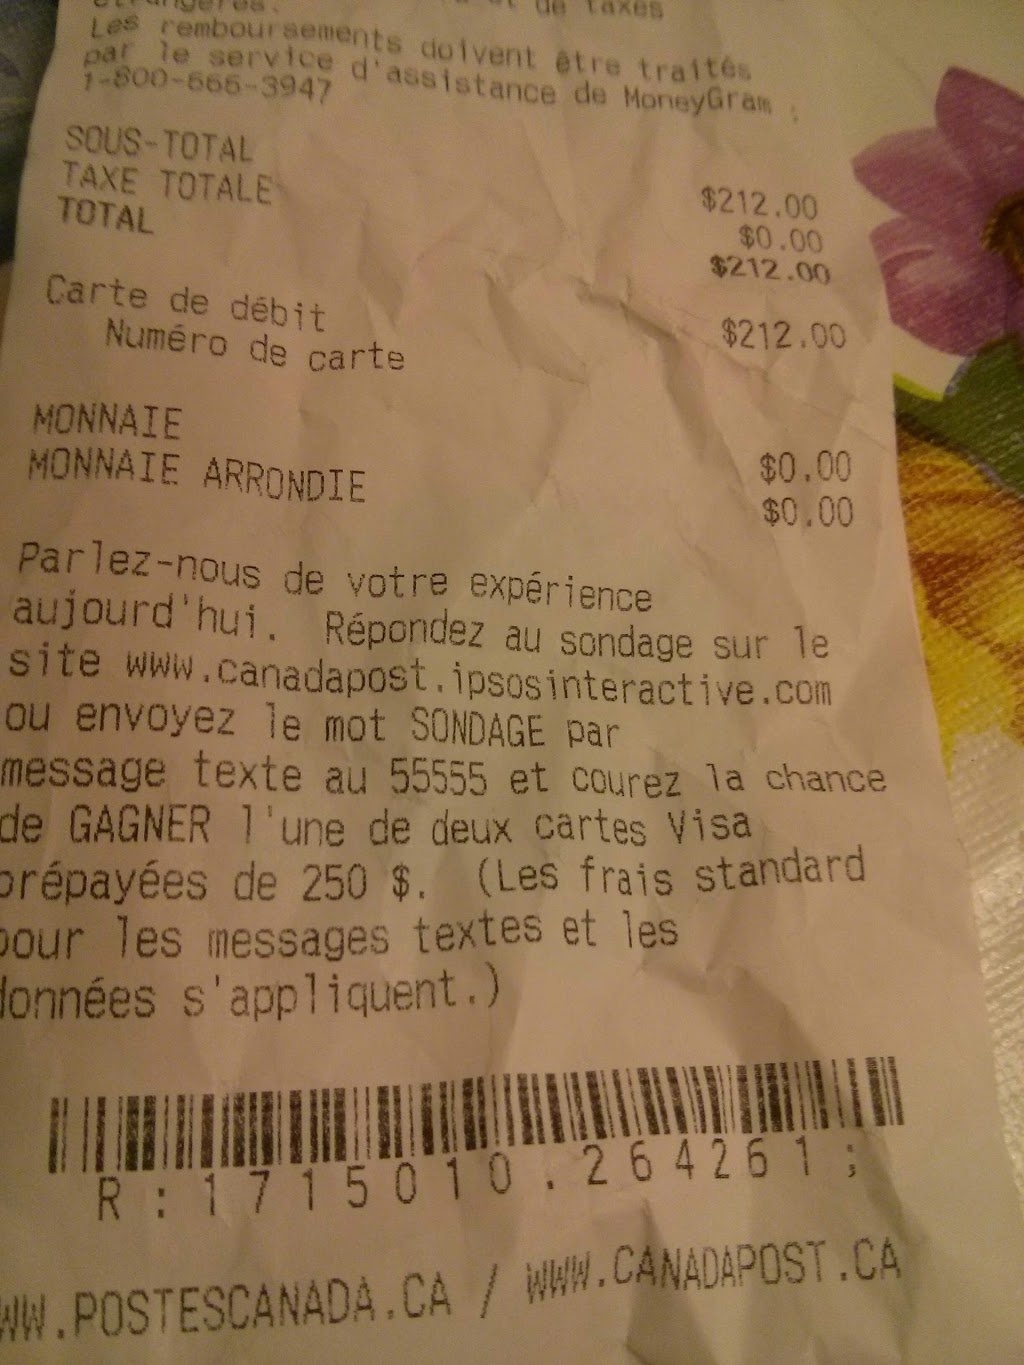 étrangères. et de taxes
Les remboursements doivent être traités
par le service d'assistance de MoneyGram :
1-800-666-3947
SOUS-TOTAL $212.00
TAXE TOTALE $0.00
TOTAL $212.00
Carte de débit $212.00
Numéro de carte
MONNAIE $0.00
MONNAIE ARRONDIE $0.00
Parlez-nous de votre expérience
aujourd'hui. Répondez au sondage sur le
site www.canadapost.ipsosinteractive.com
ou envoyez le mot SONDAGE par
message texte au 55555 et courez la chance
de GAGNER l'une de deux cartes Visa
prépayées de 250 $. (Les frais standard
pour les messages textes et les
données s'appliquent.)
R:1715010.264261;
WW.POSTESCANADA.CA / WWW.CANADAPOST.CA